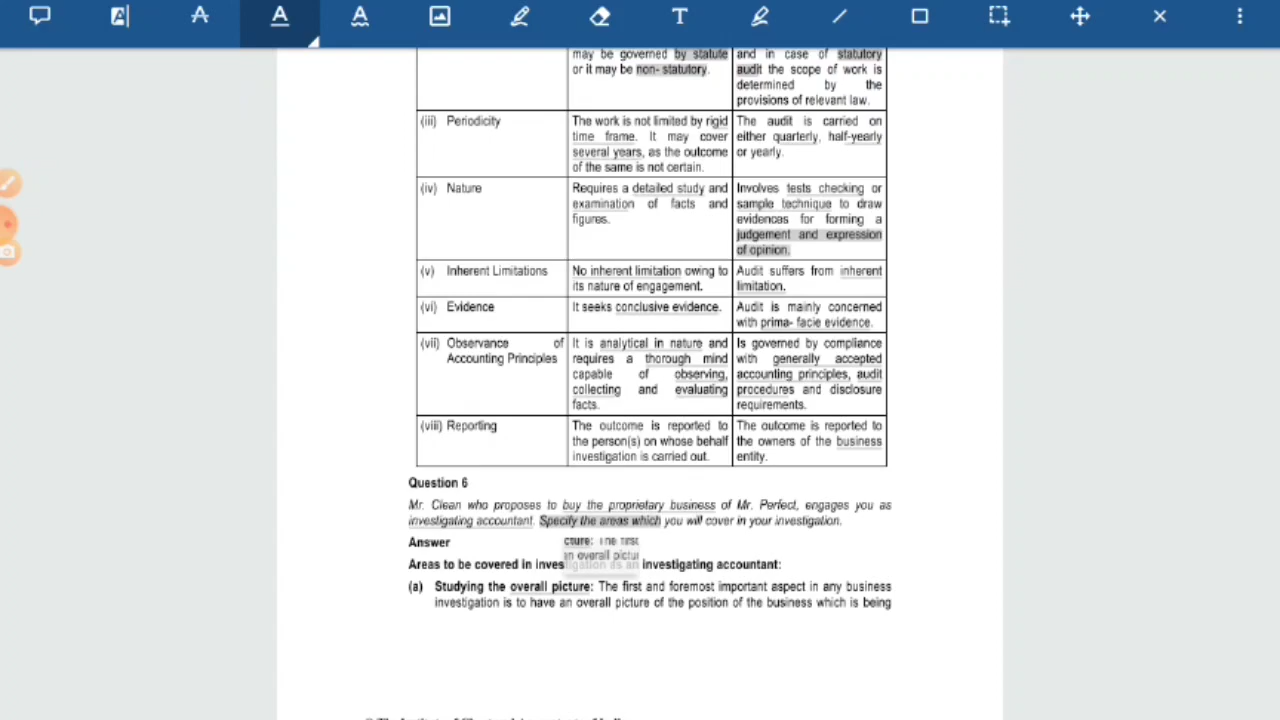 may be governed by statute
or it may be non- statutory.
and in case of statutory
audit the scope of work is
determined by the
provisions of relevant law.
(iii) Periodicity
The work is not limited by rigid
time frame. It may cover
several years, as the outcome
of the same is not certain.
The audit is carried on
either quarterly, half-yearly
or yearly.
(iv) Nature
Requires a detailed study and
examination of facts and
figures.
Involves tests checking or
sample technique to draw
evidences for forming a
judgement and expression
of opinion.
(v) Inherent Limitations
No inherent limitation owing to
its nature of engagement.
Audit suffers from inherent
limitation.
(vi) Evidence
It seeks conclusive evidence.
Audit is mainly concerned
with prima- facie evidence.
(vii) Observance of
Accounting Principles
It is analytical in nature and
requires a thorough mind
capable of observing,
collecting and evaluating
facts.
Is governed by compliance
with generally accepted
accounting principles, audit
procedures and disclosure
requirements.
(viii) Reporting
The outcome is reported to
the person(s) on whose behalf
investigation is carried out.
The outcome is reported to
the owners of the business
entity.
Question 6
Mr. Clean who proposes to buy the proprietary business of Mr. Perfect, engages you as
investigating accountant. Specify the areas which you will cover in your investigation.
Answer
cture: The first
an overall pictu
Areas to be covered in investigation as an investigating accountant:
(a) Studying the overall picture: The first and foremost important aspect in any business
investigation is to have an overall picture of the position of the business which is being